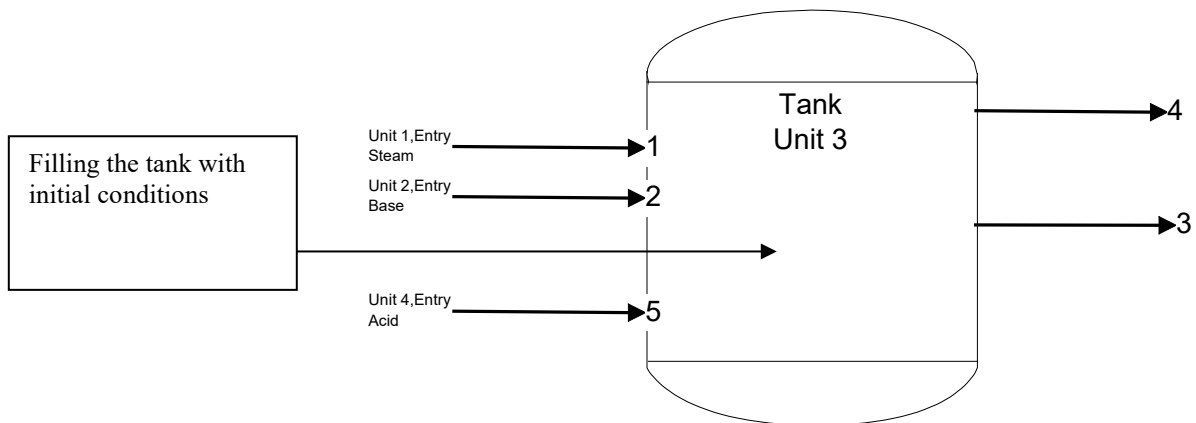 Filling the tank with
initial conditions
Unit 1,Entry
Steam
1
Unit 2,Entry
Base
2
Unit 4,Entry
Acid
5
Tank
Unit 3
4
3